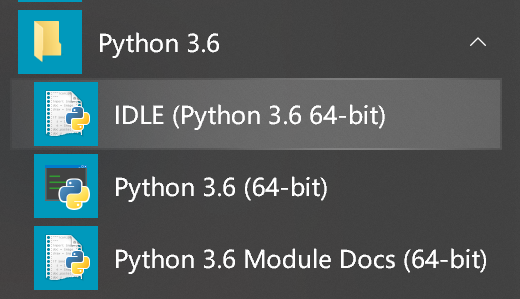 Python 3.6
IDLE (Python 3.6 64-bit)
Python 3.6 (64-bit)
Python 3.6 Module Docs (64-bit)